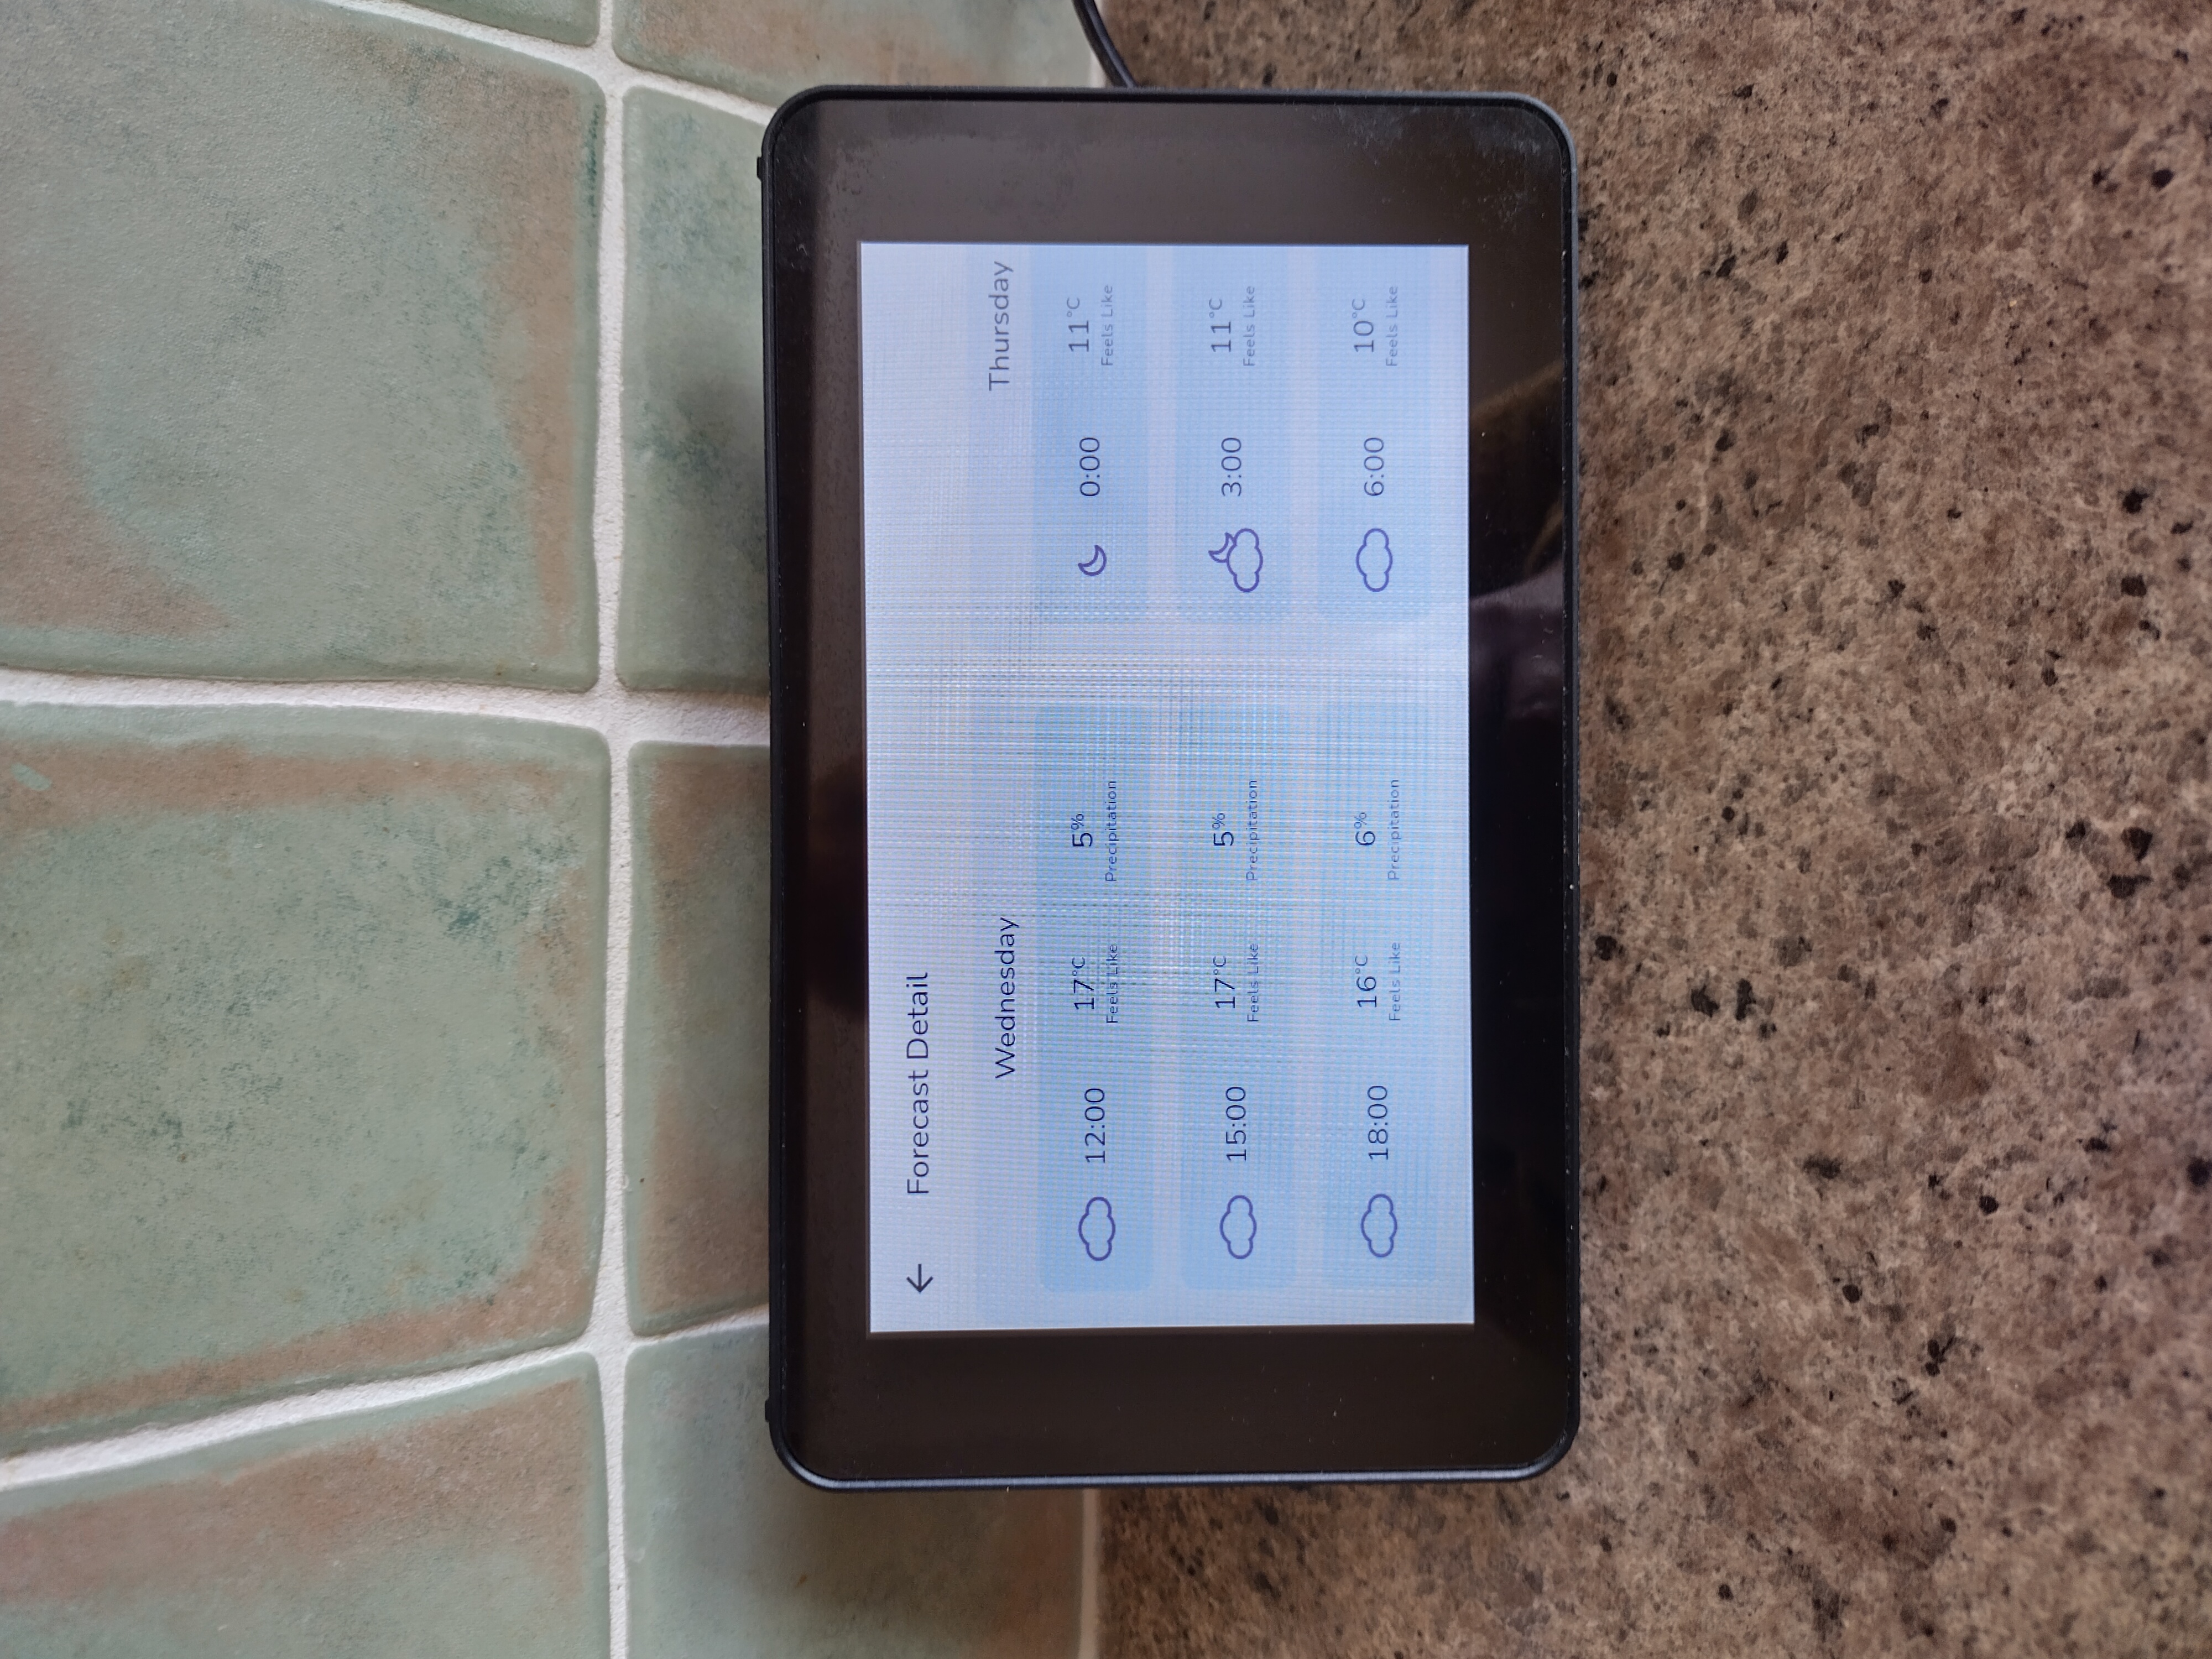 Forecast Detail
Wednesday
12:00 17°C 5%
Feels Like Precipitation
15:00 17°C 5%
Feels Like Precipitation
18:00 16°C 6%
Feels Like Precipitation
Thursday
0:00 11°C
Feels Like
3:00 11°C
Feels Like
6:00 10°C
Feels Like